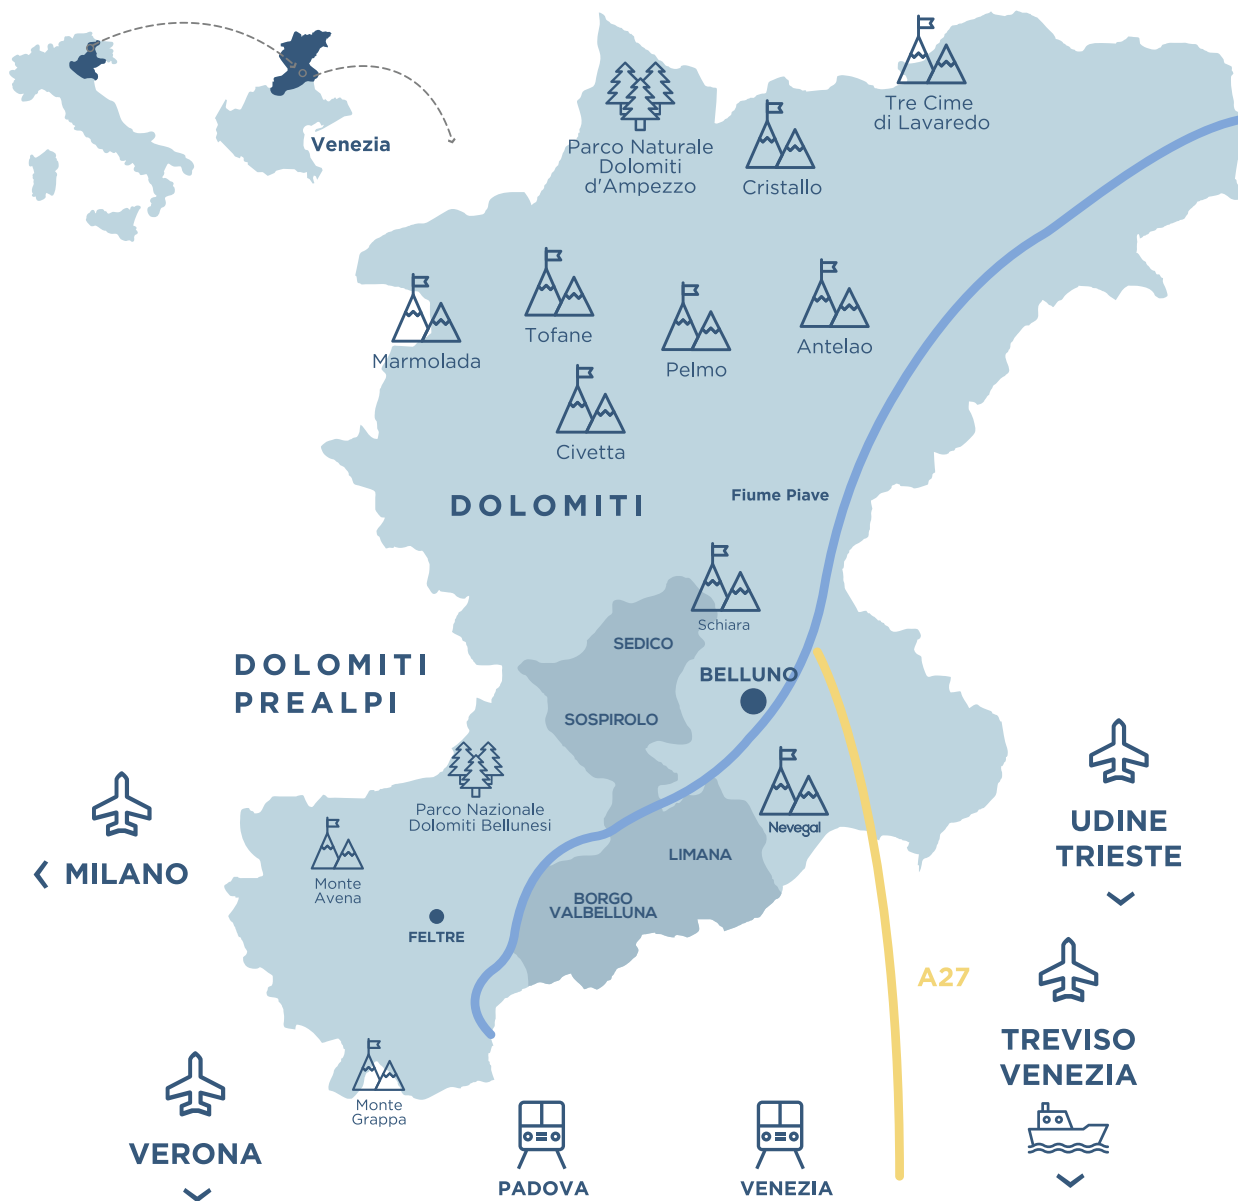 Venezia
Tre Cime
di Lavaredo
Parco Naturale
Dolomiti
d'Ampezzo
Cristallo
Marmolada
Tofane
Pelmo
Antelao
Civetta
DOLOMITI
Fiume Piave
Schiara
SEDICO
DOLOMITI
PREALPI
BELLUNO
SOSPIROLO
Parco Nazionale
Dolomiti Bellunesi
Nevegal
UDINE
TRIESTE
MILANO
LIMANA
Monte
Avena
BORGO
VALBELLUNA
FELTRE
A27
TREVISO
VENEZIA
Monte
Grappa
VERONA
PADOVA
VENEZIA